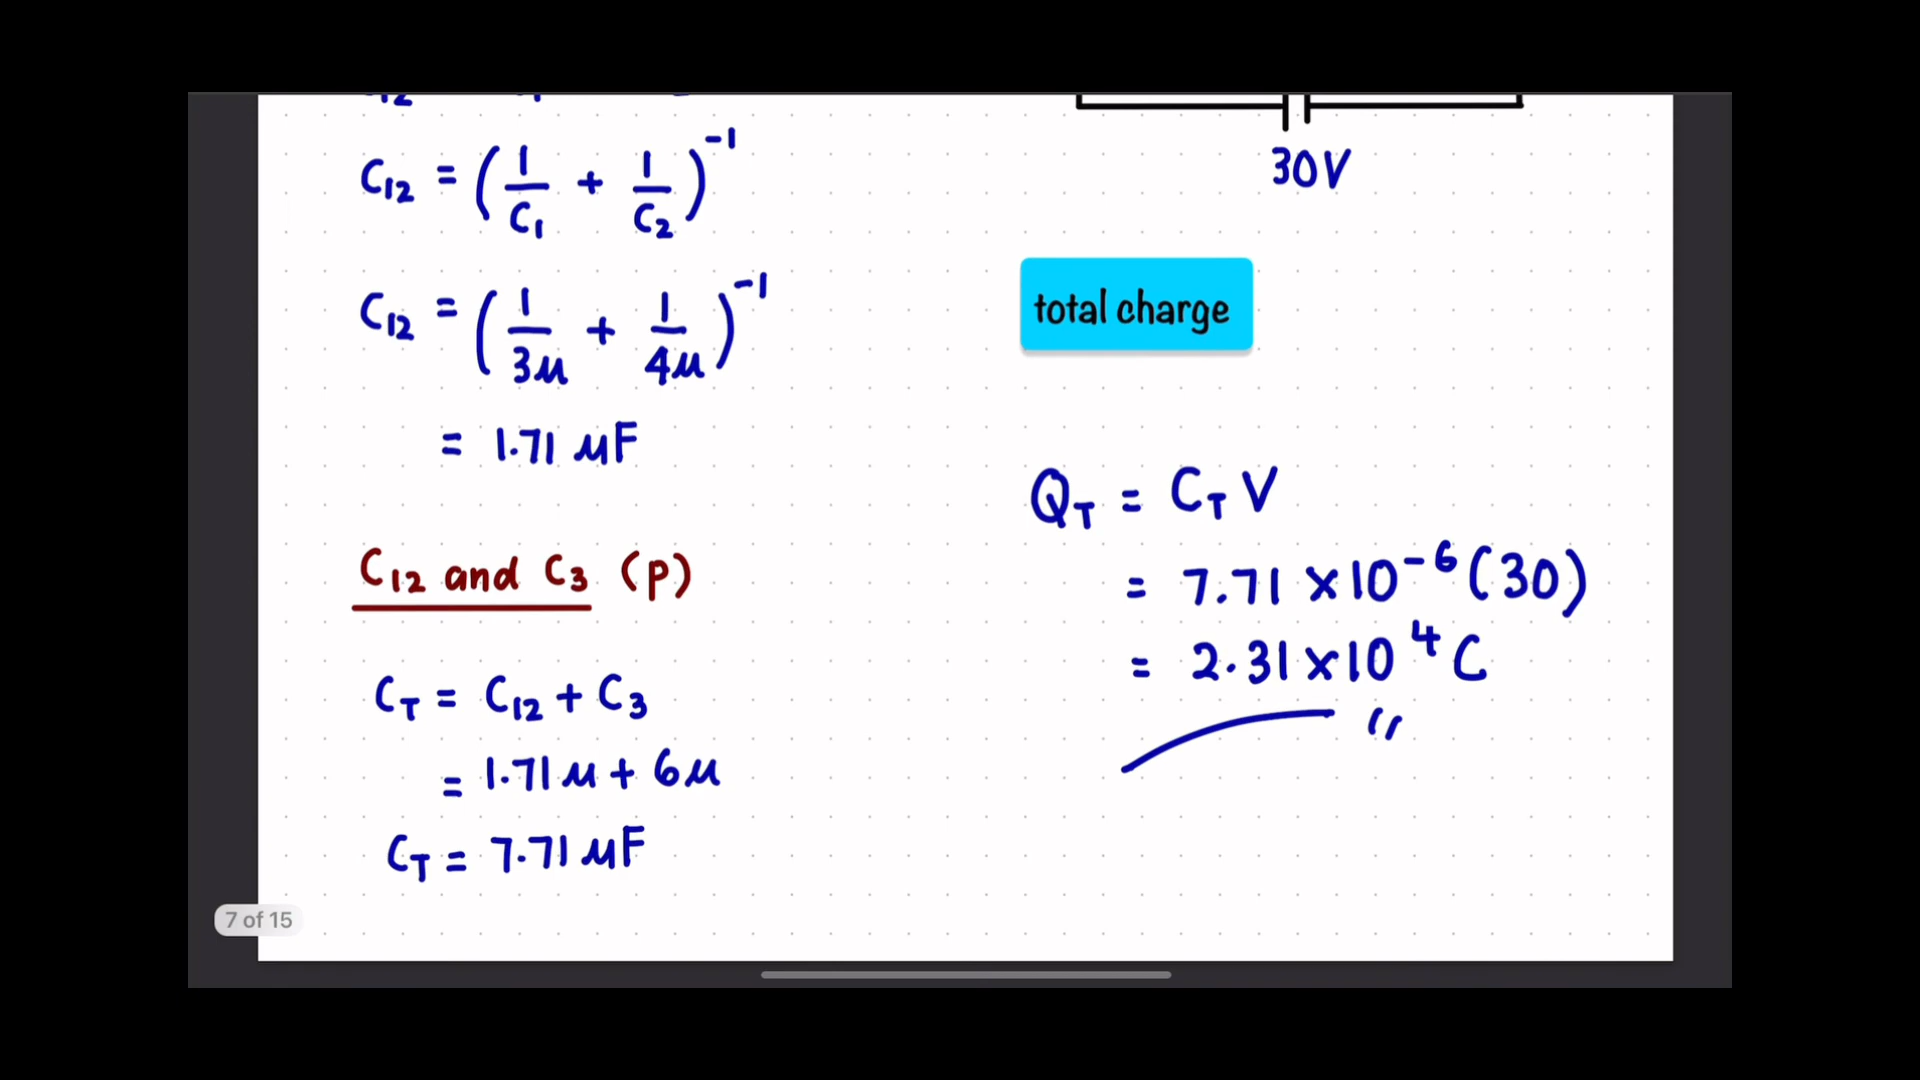 C₁₂ = (1/C₁ + 1/C₂)⁻¹
C₁₂ = (1/3μ + 1/4μ)⁻¹
= 1.71 μF
C₁₂ and C₃ (p)
C_T = C₁₂ + C₃
= 1.71μ + 6μ
C_T = 7.71 μF
30V
total charge
Q_T = C_T V
= 7.71 × 10⁻⁶ (30)
= 2.31 × 10⁴ C
7 of 15